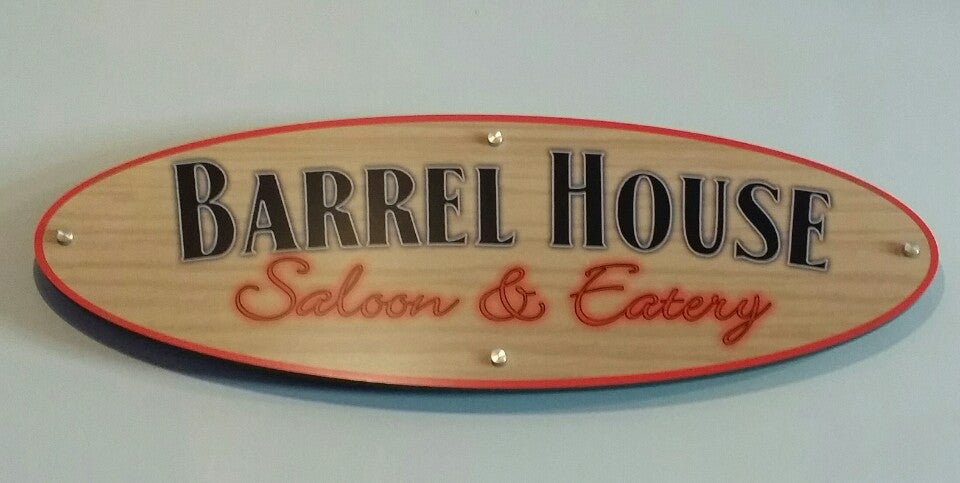 BARREL HOUSE
Saloon & Eatery